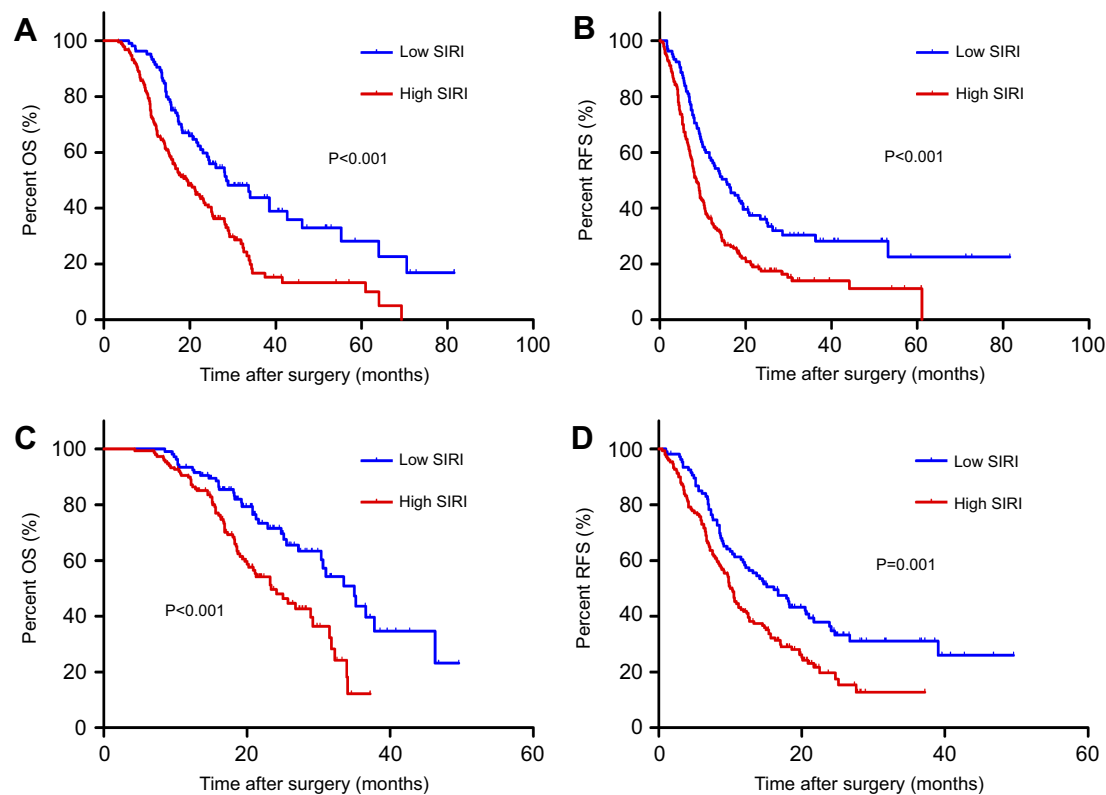 A
Percent OS (%)
100
80
60
40
20
0
Low SIRI
High SIRI
P<0.001
0 20 40 60 80 100
Time after surgery (months)
B
Percent RFS (%)
100
80
60
40
20
0
Low SIRI
High SIRI
P<0.001
0 20 40 60 80 100
Time after surgery (months)
C
Percent OS (%)
100
80
60
40
20
0
Low SIRI
High SIRI
P<0.001
0 20 40 60
Time after surgery (months)
D
Percent RFS (%)
100
80
60
40
20
0
Low SIRI
High SIRI
P=0.001
0 20 40 60
Time after surgery (months)